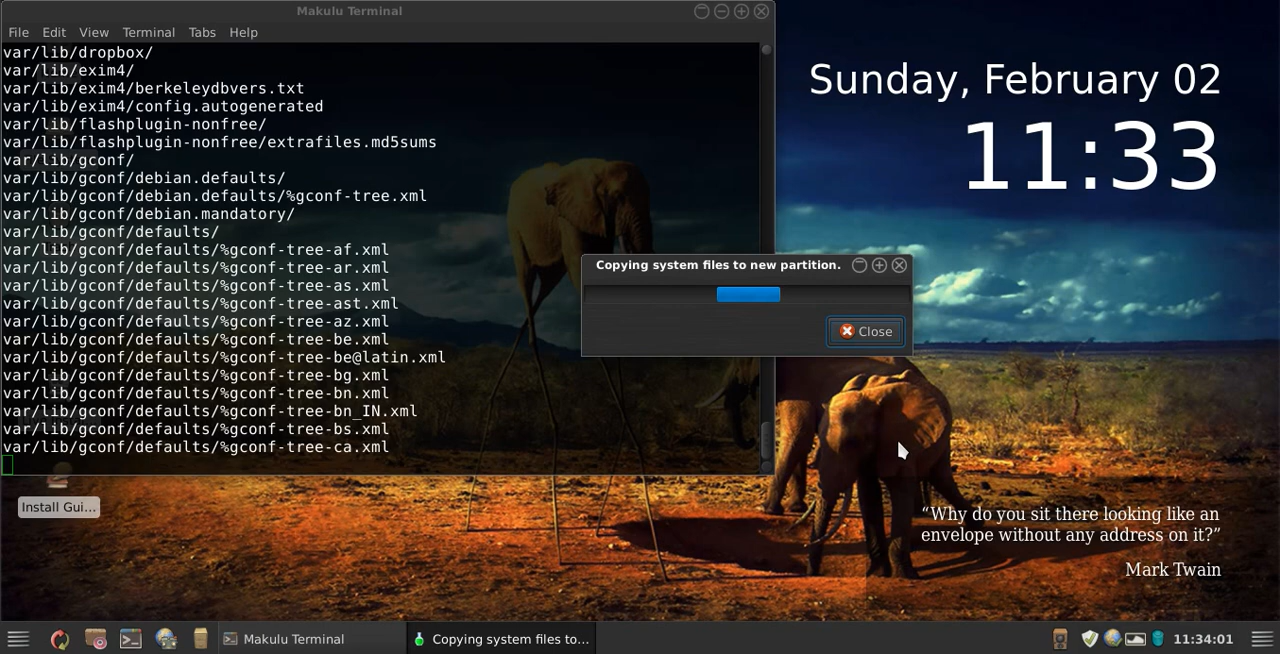 Makulu Terminal
File Edit View Terminal Tabs Help
var/lib/dropbox/
var/lib/exim4/
var/lib/exim4/berkeleydbvers.txt
var/lib/exim4/config.autogenerated
var/lib/flashplugin-nonfree/
var/lib/flashplugin-nonfree/extrafiles.md5sums
var/lib/gconf/
var/lib/gconf/debian.defaults/
var/lib/gconf/debian.defaults/%gconf-tree.xml
var/lib/gconf/debian.mandatory/
var/lib/gconf/defaults/
var/lib/gconf/defaults/%gconf-tree-af.xml
var/lib/gconf/defaults/%gconf-tree-ar.xml
var/lib/gconf/defaults/%gconf-tree-as.xml
var/lib/gconf/defaults/%gconf-tree-ast.xml
var/lib/gconf/defaults/%gconf-tree-az.xml
var/lib/gconf/defaults/%gconf-tree-be.xml
var/lib/gconf/defaults/%gconf-tree-be@latin.xml
var/lib/gconf/defaults/%gconf-tree-bg.xml
var/lib/gconf/defaults/%gconf-tree-bn.xml
var/lib/gconf/defaults/%gconf-tree-bn_IN.xml
var/lib/gconf/defaults/%gconf-tree-bs.xml
var/lib/gconf/defaults/%gconf-tree-ca.xml
Sunday, February 02
11:33
Copying system files to new partition.
Close
Install Gui...
“Why do you sit there looking like an
envelope without any address on it?”
Mark Twain
Makulu Terminal
Copying system files to...
11:34:01